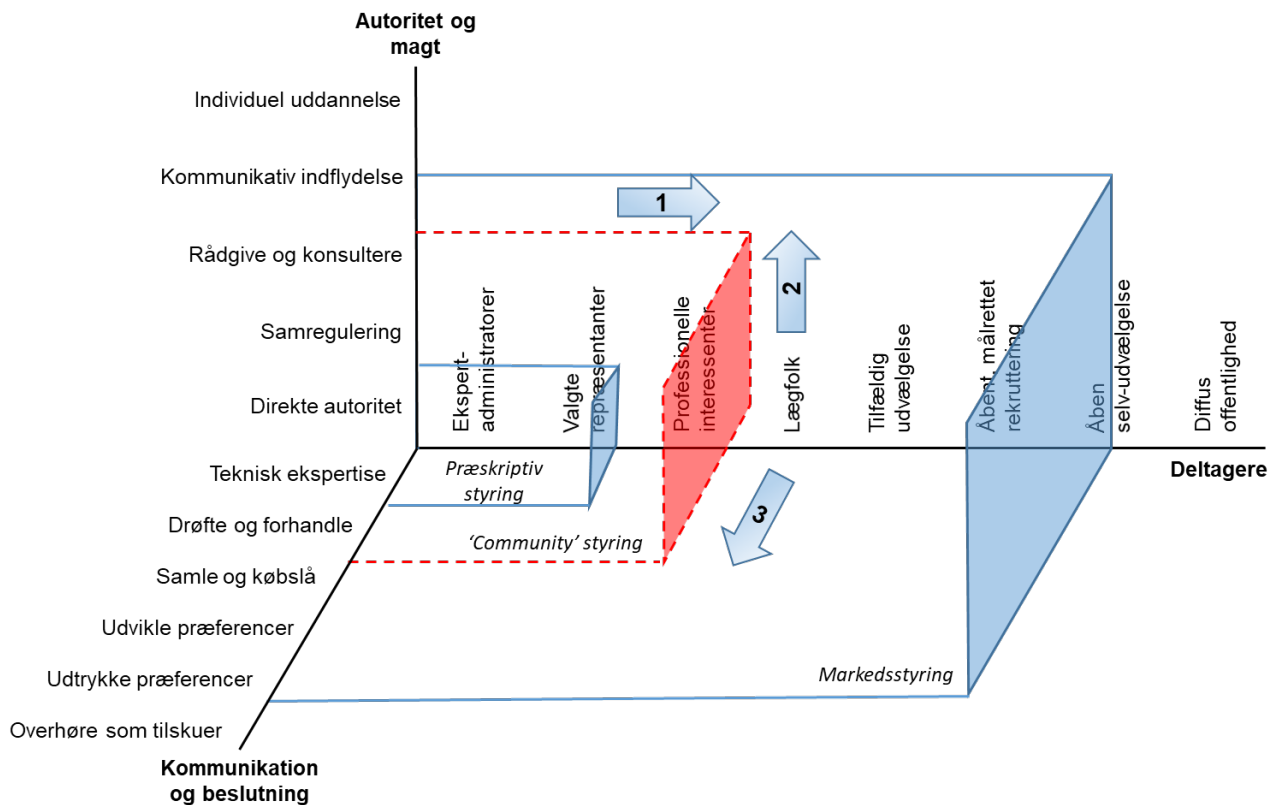 Autoritet og
magt
Individuel uddannelse
Kommunikativ indflydelse
Rådgive og konsultere
Samregulering
Direkte autoritet
1
2
3
Ekspert-
administratorer
Valgte
repræsentanter
Professionelle
interessenter
Lægfolk
Tilfældig
udvælgelse
Åbent, målrettet
rekruttering
Åben
selv-udvælgelse
Diffus
offentlighed
Deltagere
Teknisk ekspertise
Drøfte og forhandle
Samle og købslå
Udvikle præferencer
Udtrykke præferencer
Overhøre som tilskuer
Kommunikation
og beslutning
Præskriptiv
styring
‘Community’ styring
Markedsstyring